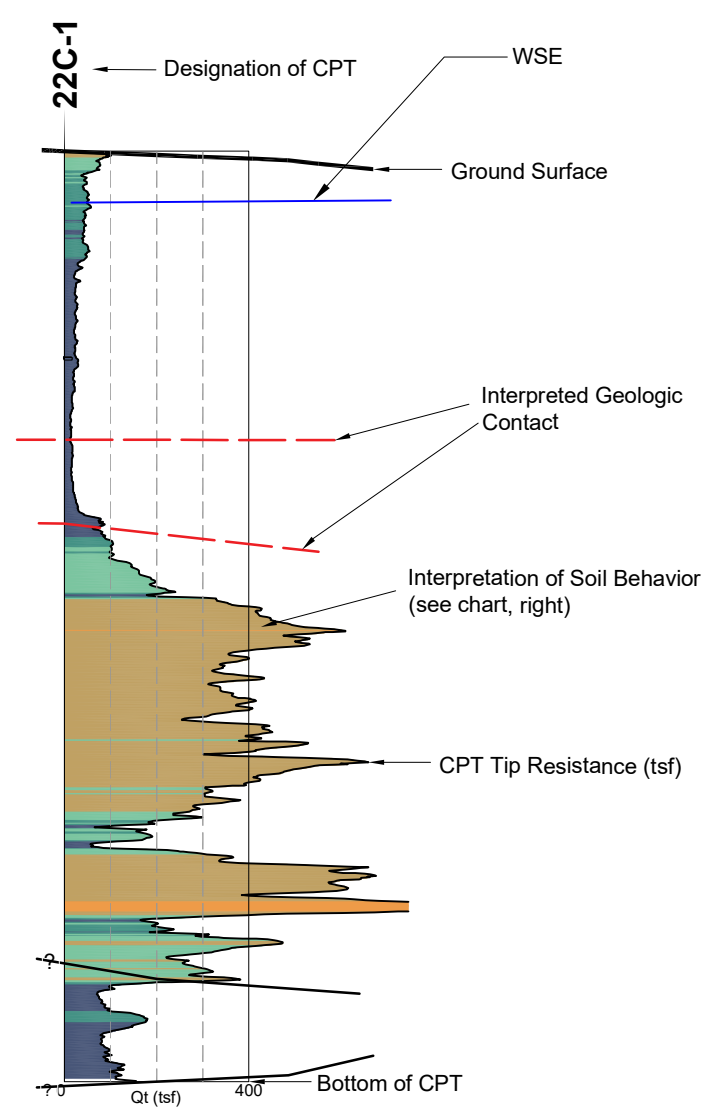 22C-1
Designation of CPT
WSE
Ground Surface
Interpreted Geologic
Contact
Interpretation of Soil Behavior
(see chart, right)
CPT Tip Resistance (tsf)
?
? 0
400
Qt (tsf)
Bottom of CPT